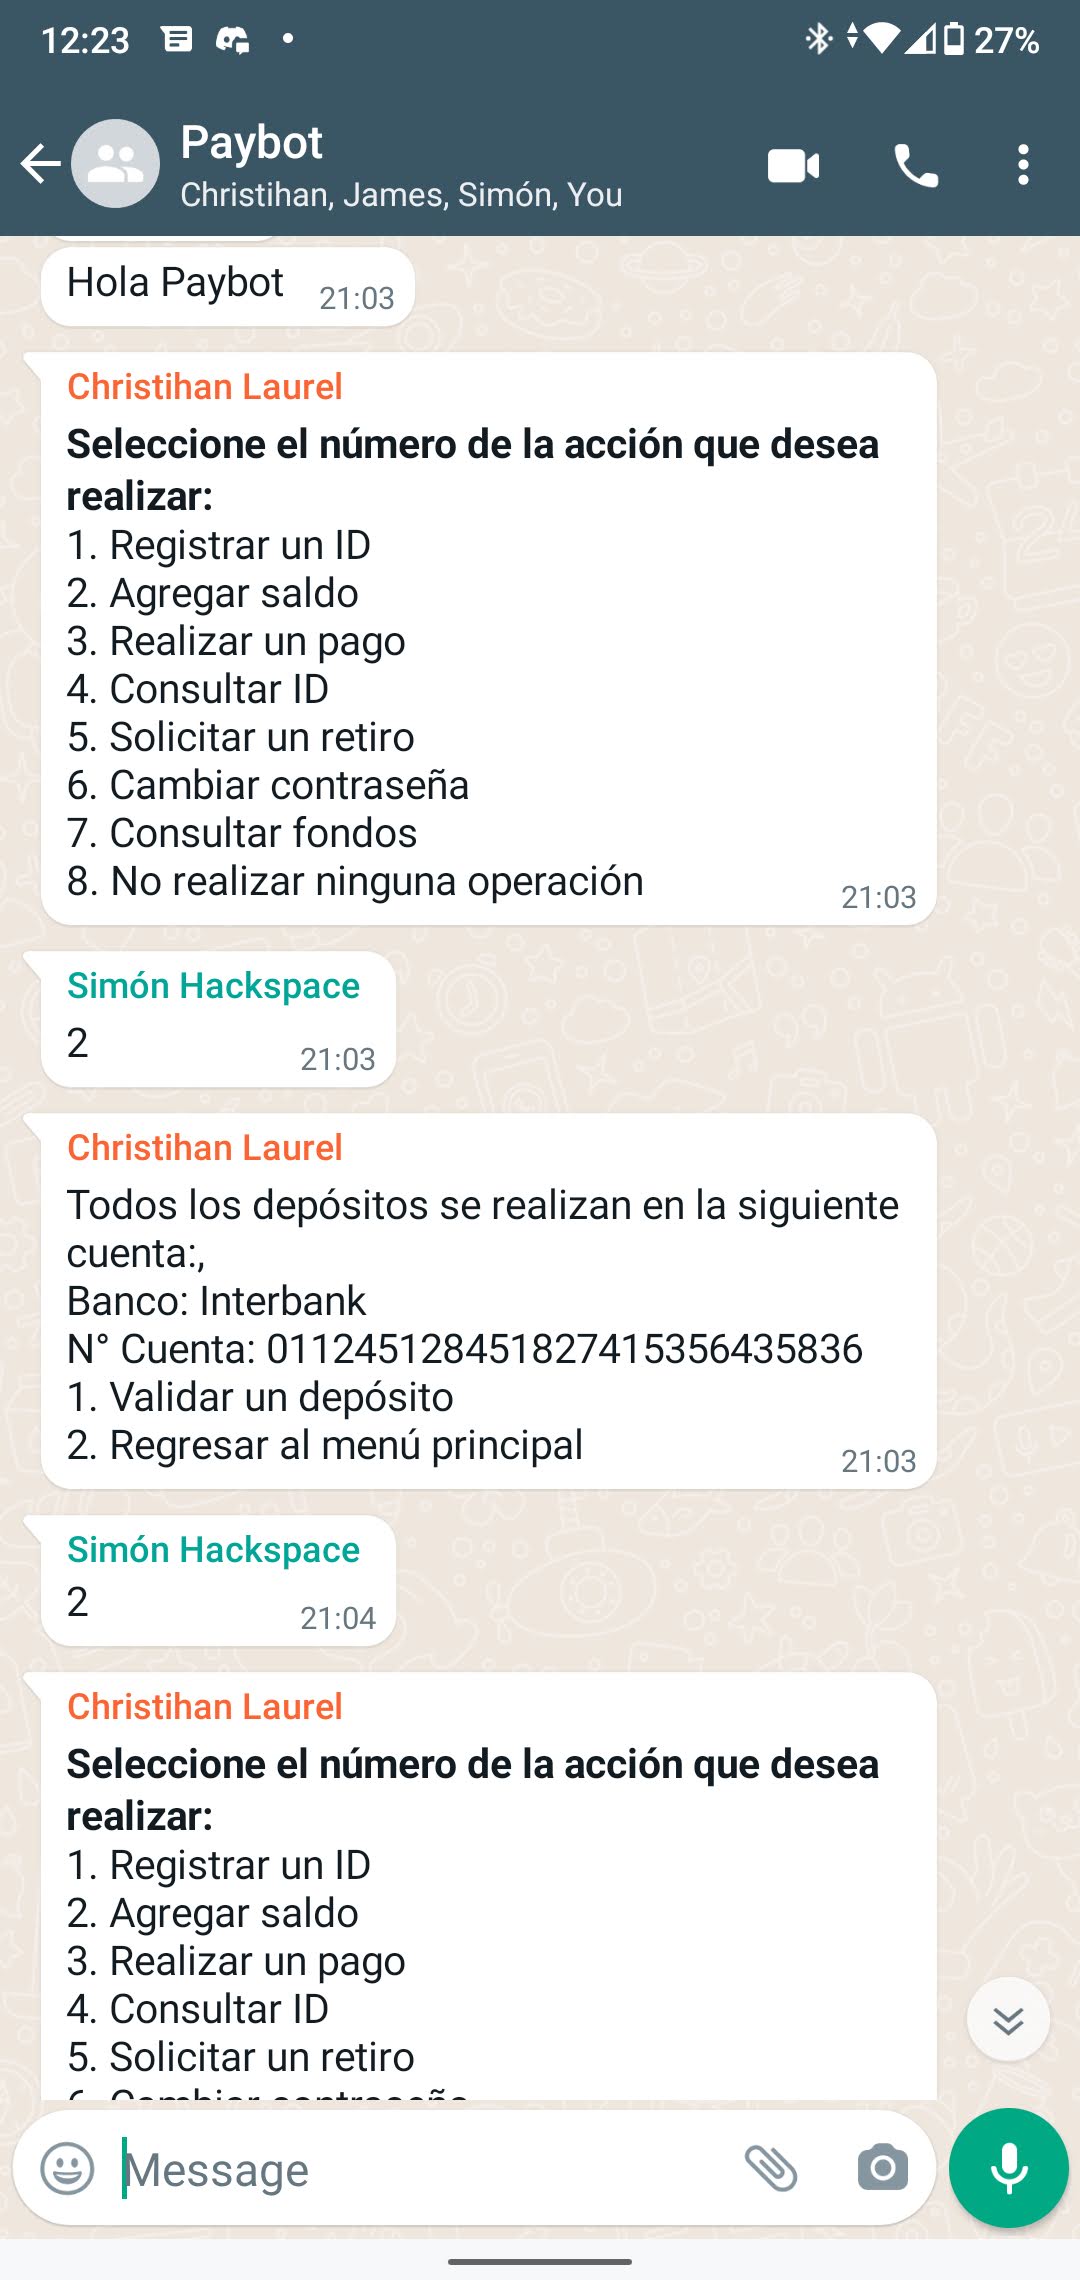 12:23
27%
Paybot
Christihan, James, Simón, You
Hola Paybot 21:03
Christihan Laurel
Seleccione el número de la acción que desea
realizar:
1. Registrar un ID
2. Agregar saldo
3. Realizar un pago
4. Consultar ID
5. Solicitar un retiro
6. Cambiar contraseña
7. Consultar fondos
8. No realizar ninguna operación
21:03
Simón Hackspace
2
21:03
Christihan Laurel
Todos los depósitos se realizan en la siguiente
cuenta:,
Banco: Interbank
N° Cuenta: 01124512845182741535643​5836
1. Validar un depósito
2. Regresar al menú principal
21:03
Simón Hackspace
2
21:04
Christihan Laurel
Seleccione el número de la acción que desea
realizar:
1. Registrar un ID
2. Agregar saldo
3. Realizar un pago
4. Consultar ID
5. Solicitar un retiro
6. Cambiar contraseña
Message